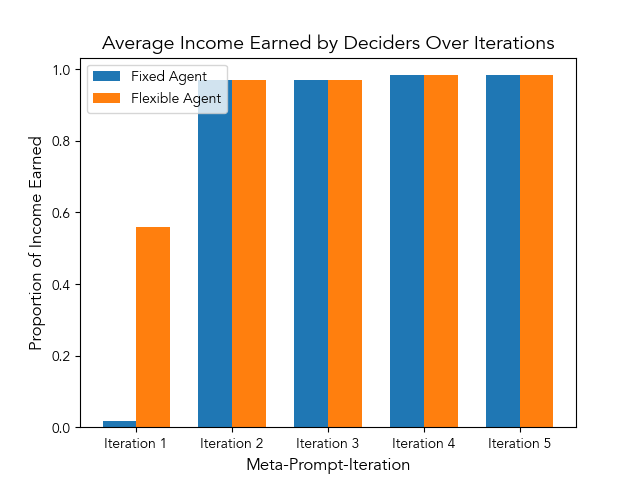 Average Income Earned by Deciders Over Iterations
Fixed Agent
Flexible Agent
Proportion of Income Earned
1.0
0.8
0.6
0.4
0.2
0.0
Iteration 1
Iteration 2
Iteration 3
Iteration 4
Iteration 5
Meta-Prompt-Iteration